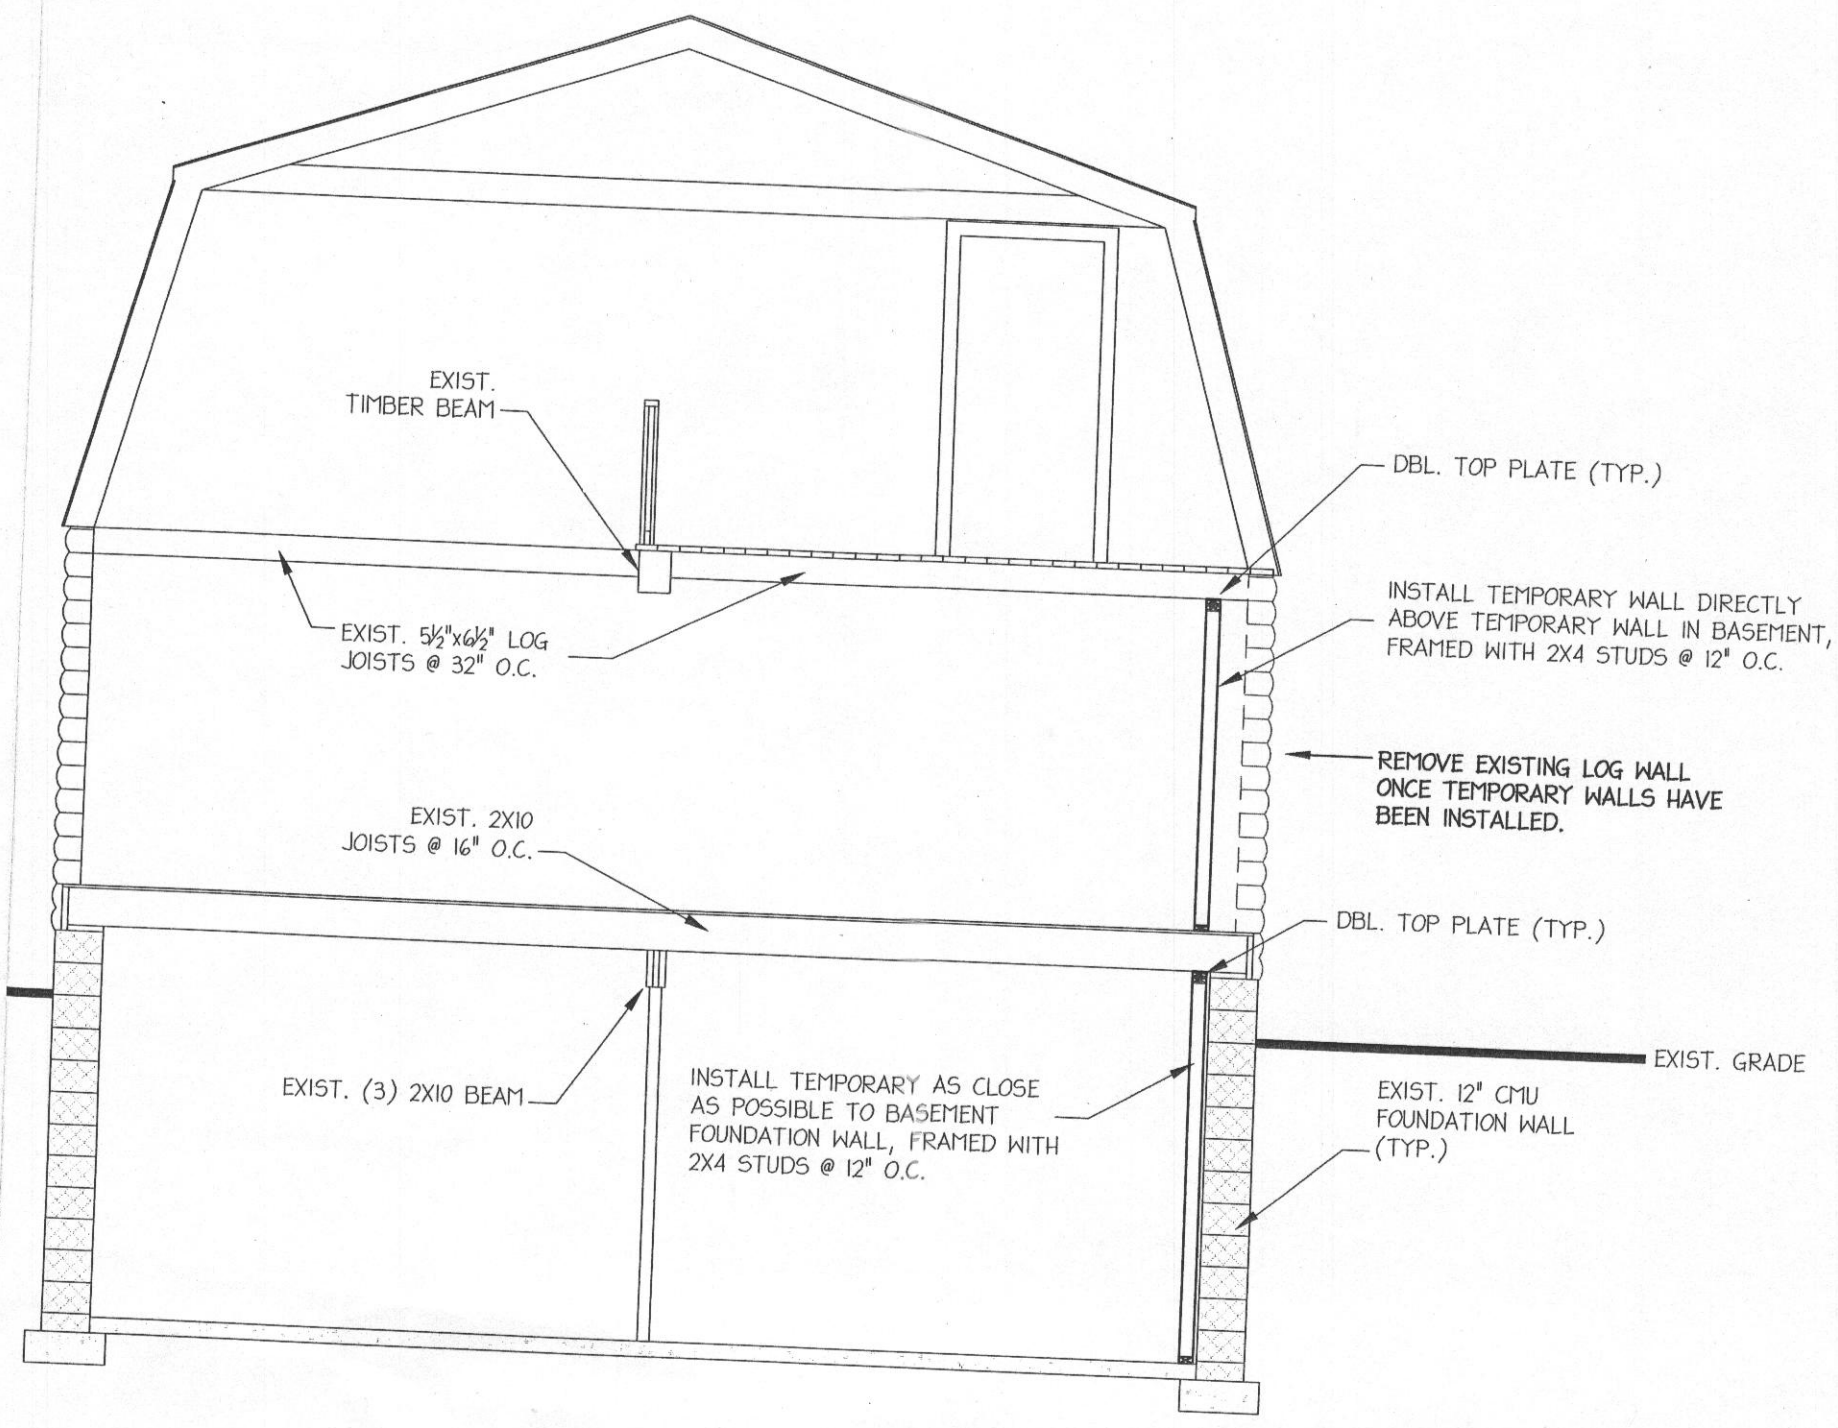 EXIST.
TIMBER BEAM
DBL. TOP PLATE (TYP.)
INSTALL TEMPORARY WALL DIRECTLY
ABOVE TEMPORARY WALL IN BASEMENT,
FRAMED WITH 2X4 STUDS @ 12" O.C.
EXIST. 5½"x6½" LOG
JOISTS @ 32" O.C.
REMOVE EXISTING LOG WALL
ONCE TEMPORARY WALLS HAVE
BEEN INSTALLED.
EXIST. 2X10
JOISTS @ 16" O.C.
DBL. TOP PLATE (TYP.)
EXIST. GRADE
EXIST. (3) 2X10 BEAM
INSTALL TEMPORARY AS CLOSE
AS POSSIBLE TO BASEMENT
FOUNDATION WALL, FRAMED WITH
2X4 STUDS @ 12" O.C.
EXIST. 12" CMU
FOUNDATION WALL
(TYP.)